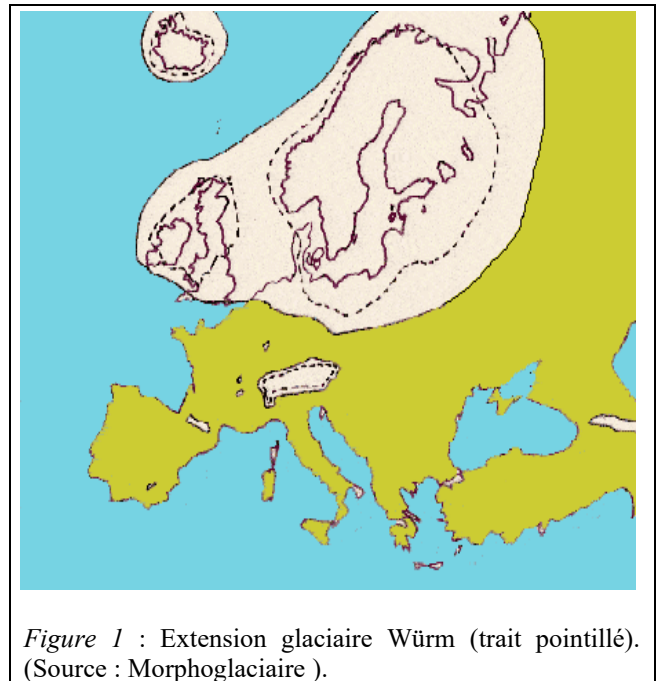 Figure 1 : Extension glaciaire Würm (trait pointillé).
(Source : Morphoglaciaire ).